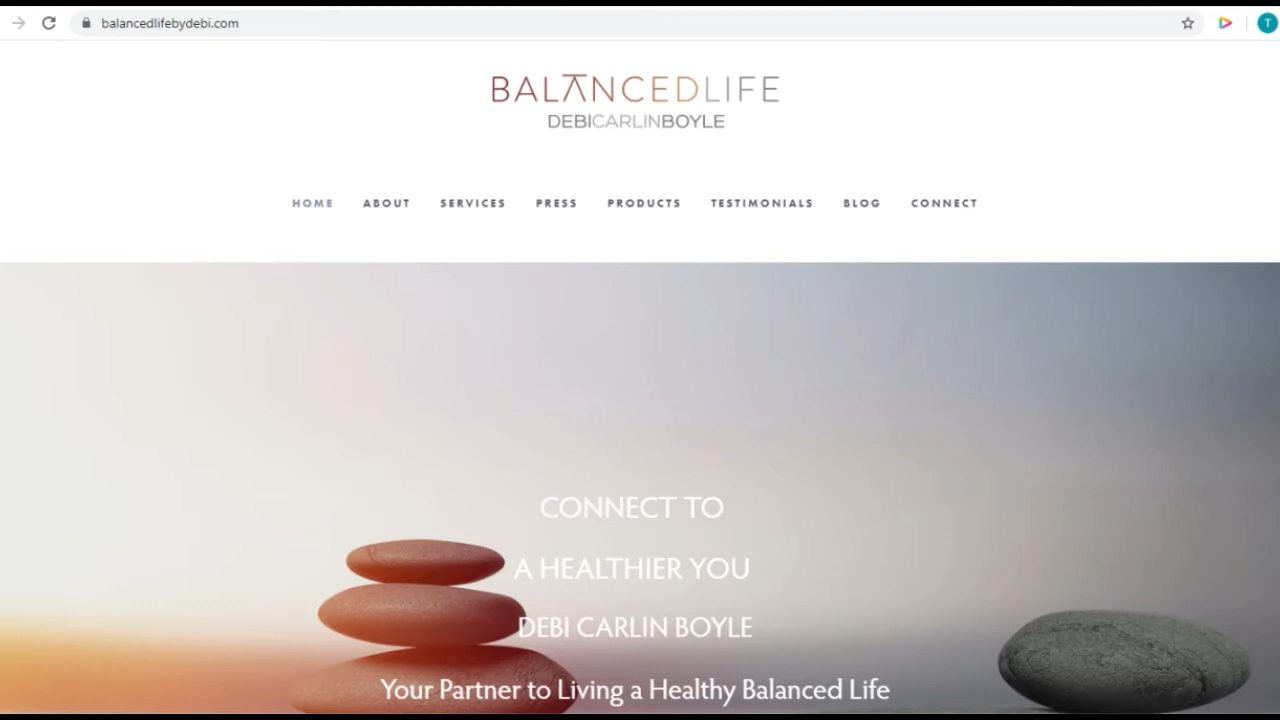 balancedlifebydebi.com
T
BALANCEDLIFE
DEBICARLINBOYLE
HOME ABOUT SERVICES PRESS PRODUCTS TESTIMONIALS BLOG CONNECT
CONNECT TO
A HEALTHIER YOU
DEBI CARLIN BOYLE
Your Partner to Living a Healthy Balanced Life